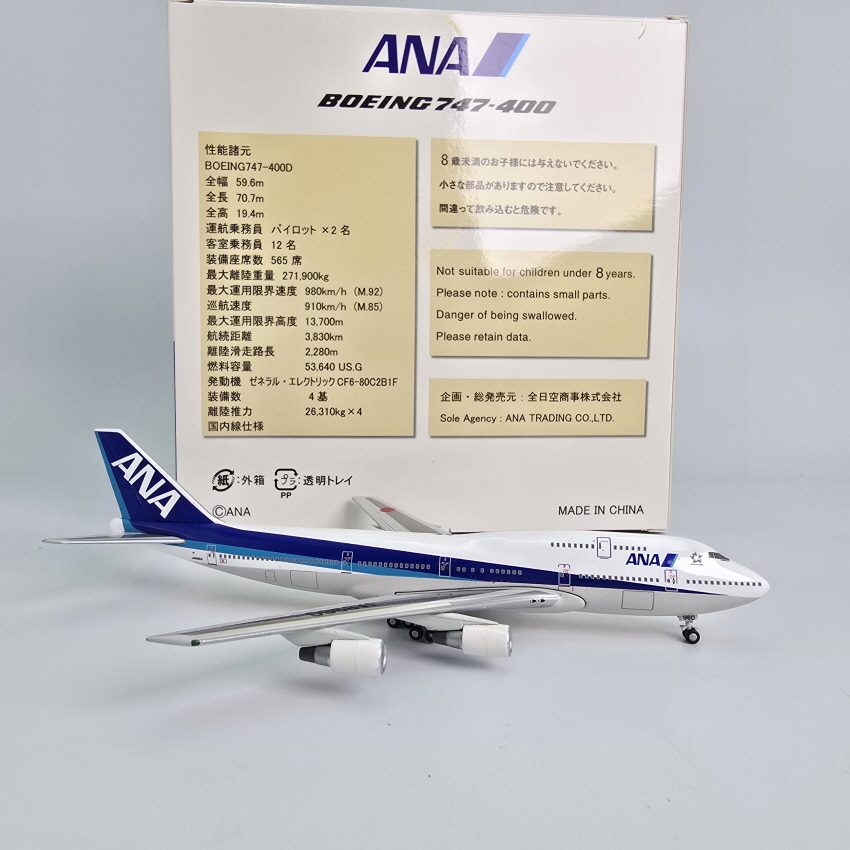 ANA
BOEING747-400
性能諸元
BOEING747-400D
全幅 59.6m
全長 70.7m
全高 19.4m
運航乗務員 パイロット ×2 名
客室乗務員 12 名
装備座席数 565 席
最大離陸重量 271,900kg
最大運用限界速度 980km/h (M.92)
巡航速度 910km/h (M.85)
最大運用限界高度 13,700m
航続距離 3,830km
離陸滑走路長 2,280m
燃料容量 53,640 US.G
発動機 ゼネラル・エレクトリック CF6-80C2B1F
装備数 4 基
離陸推力 26,310kg×4
国内線仕様
8歳未満のお子様には与えないでください。
小さな部品がありますので注意してください。
間違って飲み込むと危険です。
Not suitable for children under 8 years.
Please note : contains small parts.
Danger of being swallowed.
Please retain data.
企画・総発売元 : 全日空商事株式会社
Sole Agency : ANA TRADING CO.,LTD.
紙 : 外箱 プラ : 透明トレイ
PP
©ANA
MADE IN CHINA
ANA
ANA
960